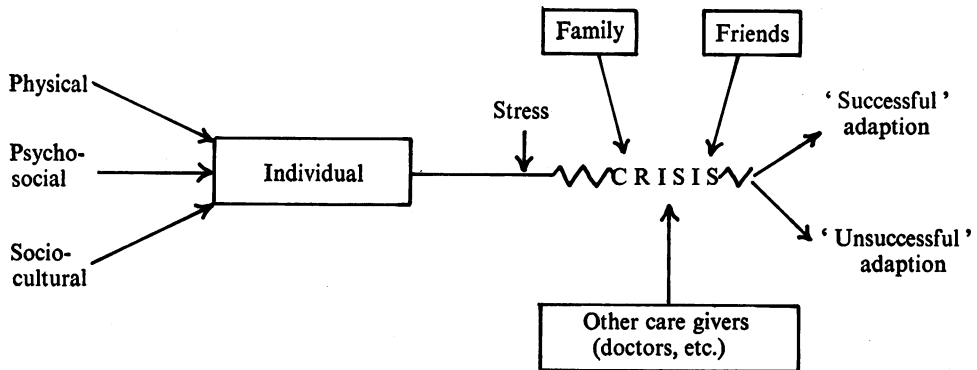 Family
Friends
Physical
Stress
‘ Successful ’
adaption
Psycho-
social
Individual
CRISIS
Socio-
cultural
‘ Unsuccessful ’
adaption
Other care givers
(doctors, etc.)